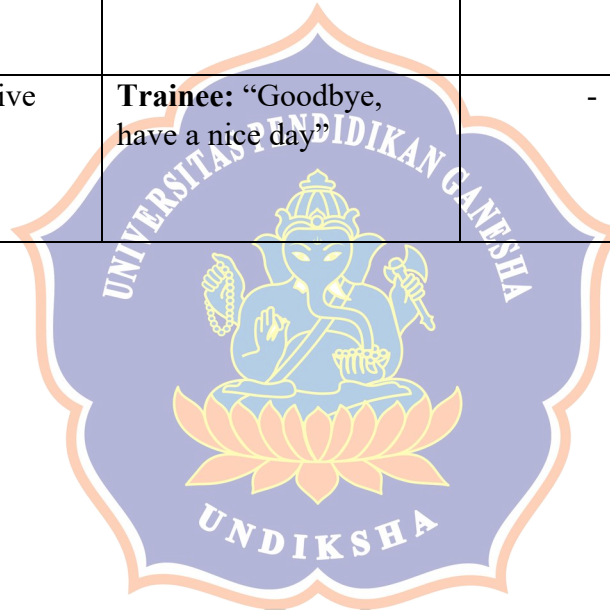 ive
Trainee: “Goodbye,
have a nice day”
-
UNIVERSITAS PENDIDIKAN GANESHA
UNDIKSHA